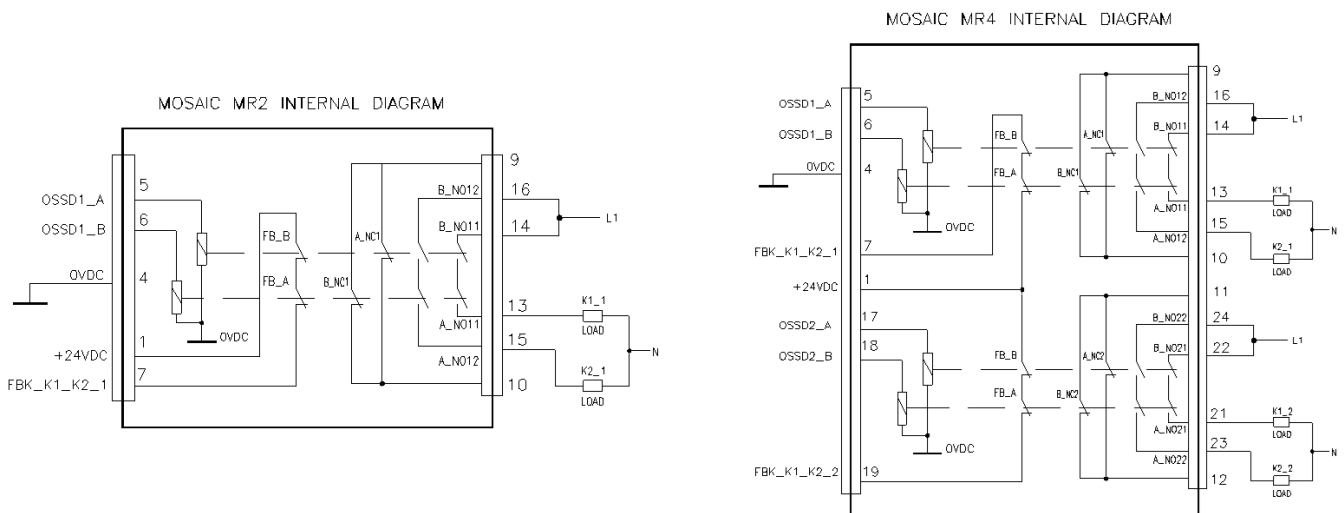 MOSAIC MR2 INTERNAL DIAGRAM
5
OSSD1_A
6
OSSD1_B
0VDC
4
1
+24VDC
7
FBK_K1_K2_1
0VDC
FB_B
FB_A
A_NC1
B_NC1
B_NO12
B_NO11
A_NO11
A_NO12
9
16
14
L1
13
K1_1
LOAD
15
N
K2_1
LOAD
10
MOSAIC MR4 INTERNAL DIAGRAM
5
OSSD1_A
6
OSSD1_B
0VDC
4
7
FBK_K1_K2_1
1
+24VDC
17
OSSD2_A
18
OSSD2_B
19
FBK_K1_K2_2
0VDC
FB_B
FB_A
A_NC1
B_NC1
B_NO12
B_NO11
A_NO11
A_NO12
9
16
14
L1
13
K1_1
LOAD
15
N
K2_1
LOAD
10
0VDC
FB_B
FB_A
A_NC2
B_NC2
B_NO22
B_NO21
A_NO21
A_NO22
11
24
22
L1
21
K1_2
LOAD
23
N
K2_2
LOAD
12